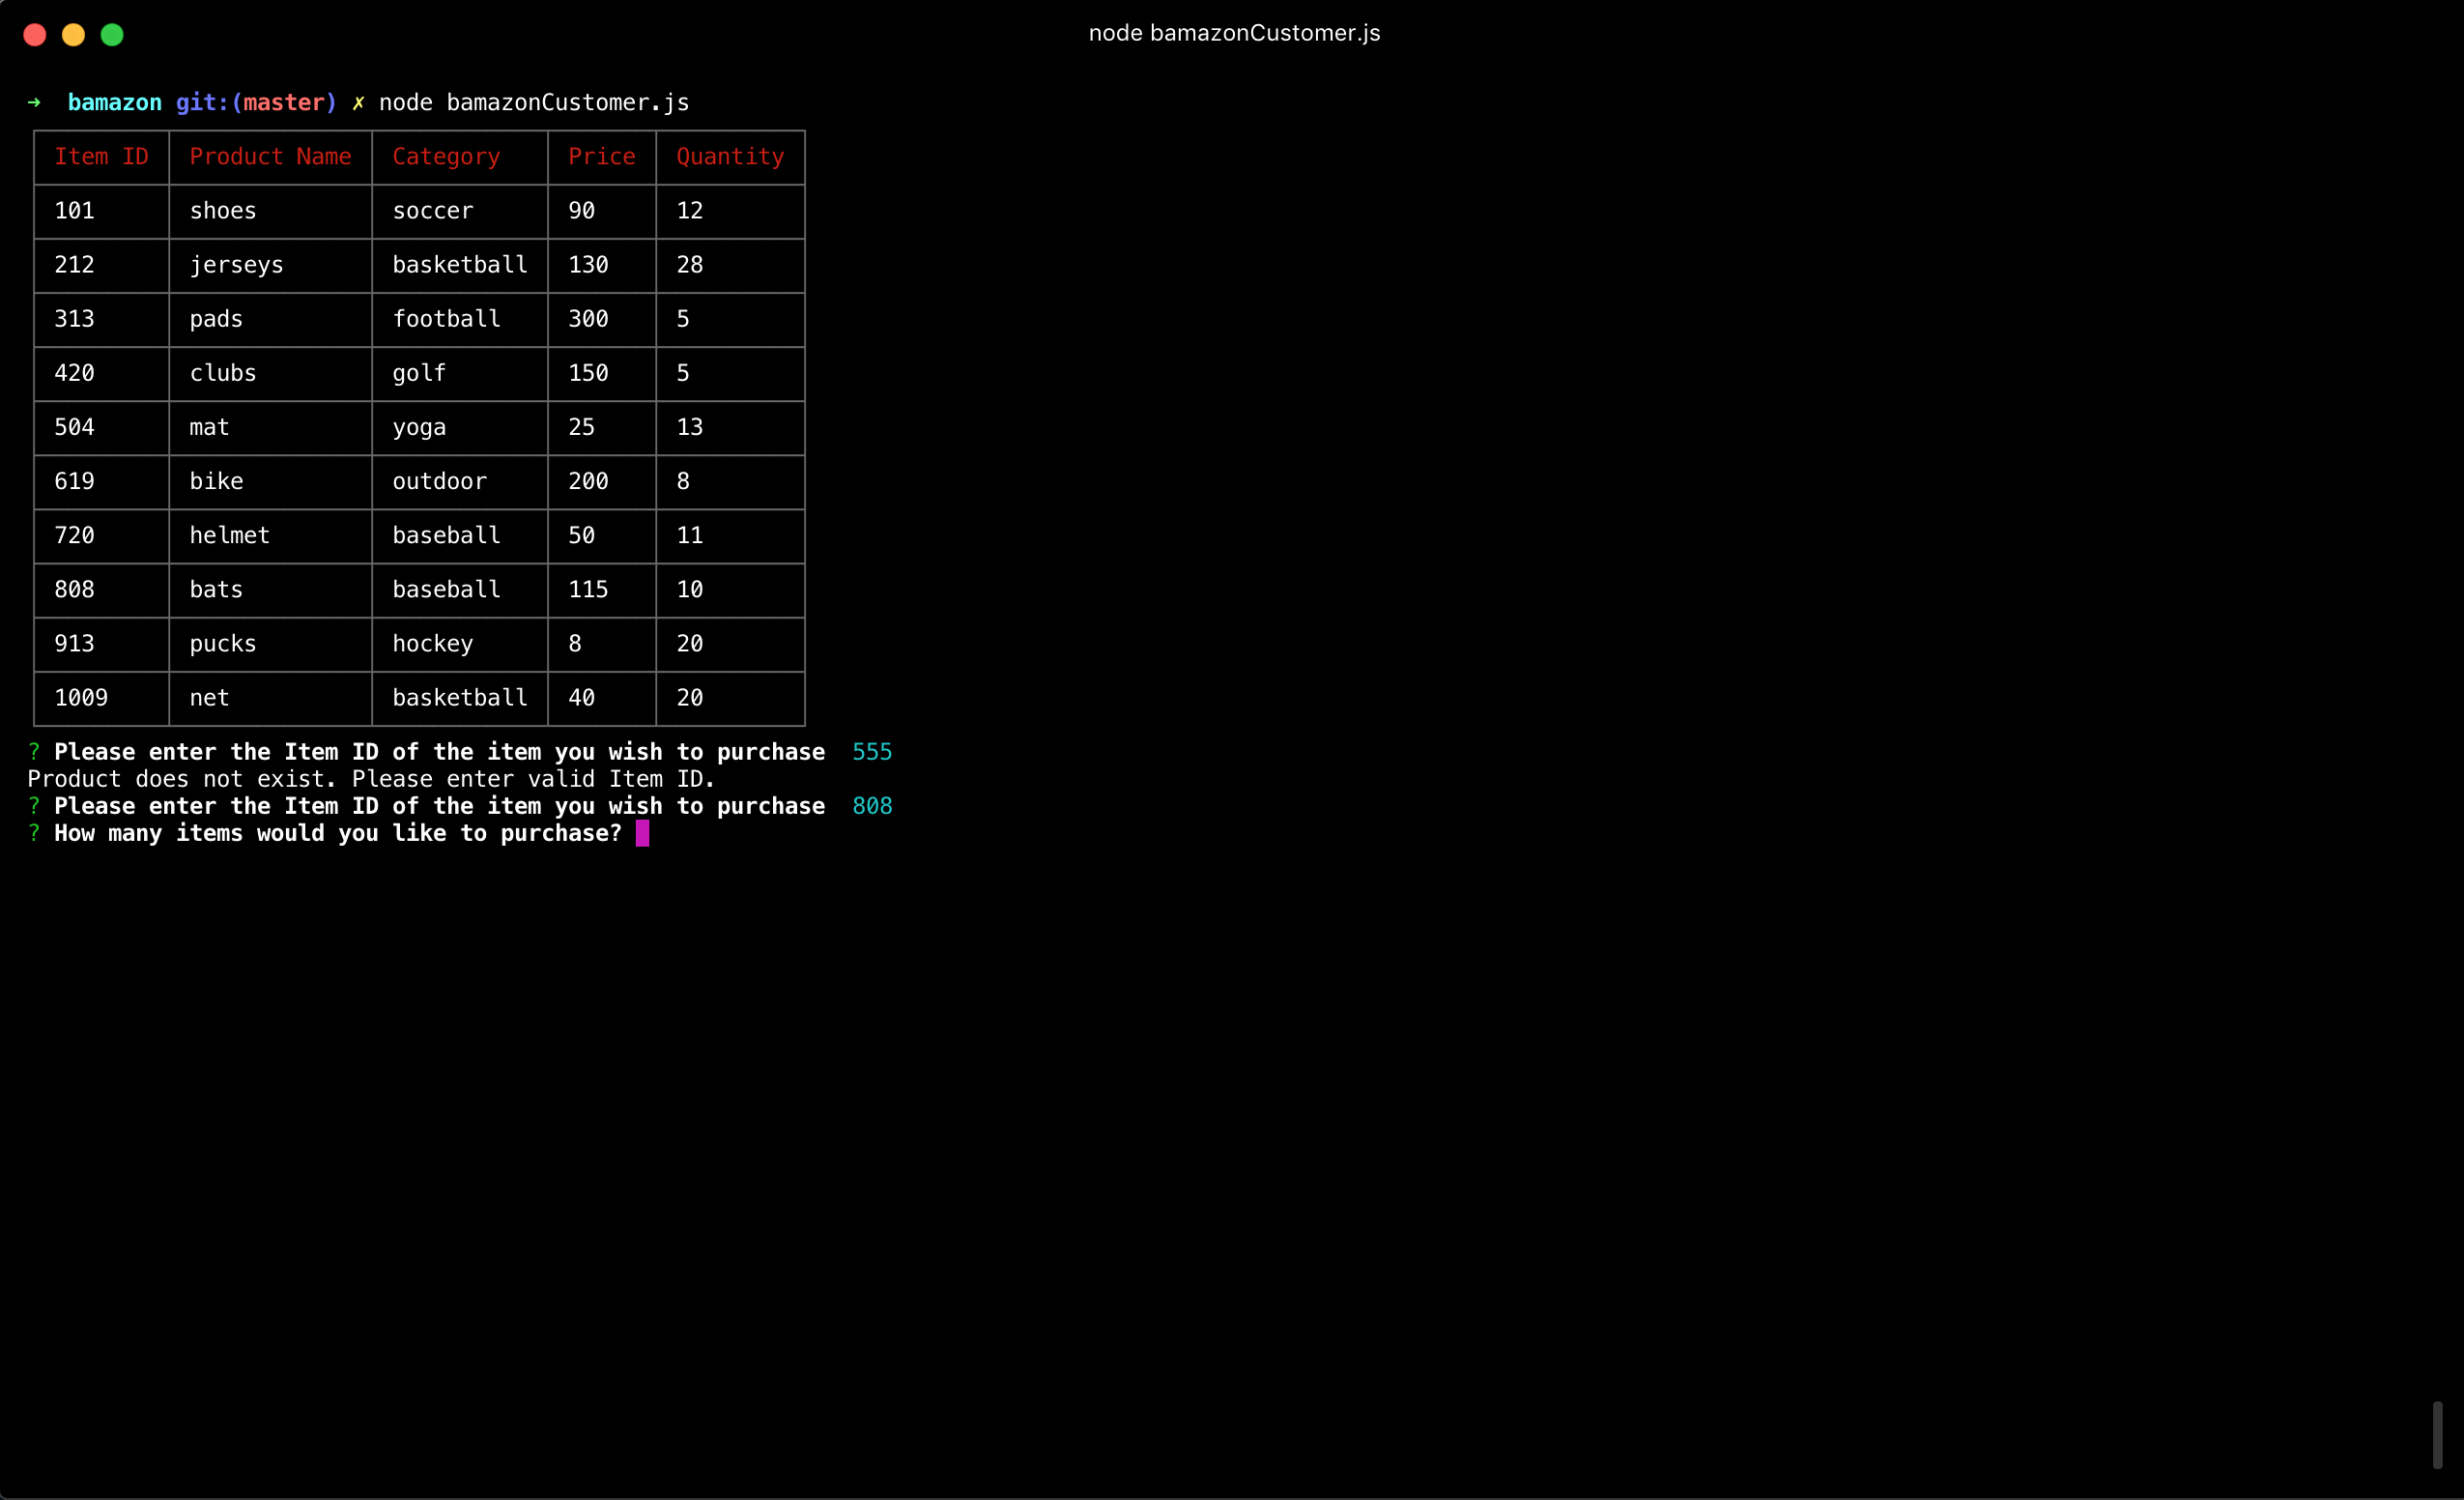 node bamazonCustomer.js
➜ bamazon git:(master) ✗ node bamazonCustomer.js
Item ID Product Name Category Price Quantity
101 shoes soccer 90 12
212 jerseys basketball 130 28
313 pads football 300 5
420 clubs golf 150 5
504 mat yoga 25 13
619 bike outdoor 200 8
720 helmet baseball 50 11
808 bats baseball 115 10
913 pucks hockey 8 20
1009 net basketball 40 20
? Please enter the Item ID of the item you wish to purchase 555
Product does not exist. Please enter valid Item ID.
? Please enter the Item ID of the item you wish to purchase 808
? How many items would you like to purchase?